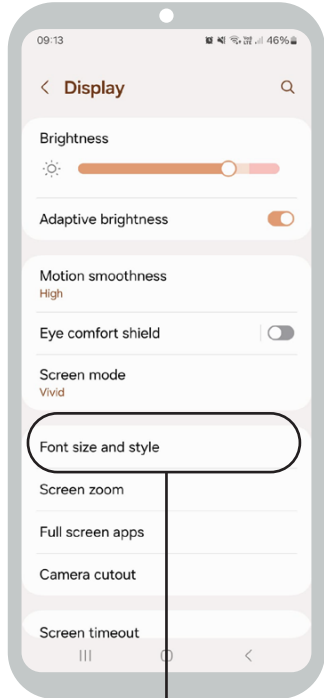 09:13 46%
Display
Brightness
Adaptive brightness
Motion smoothness
High
Eye comfort shield
Screen mode
Vivid
Font size and style
Screen zoom
Full screen apps
Camera cutout
Screen timeout